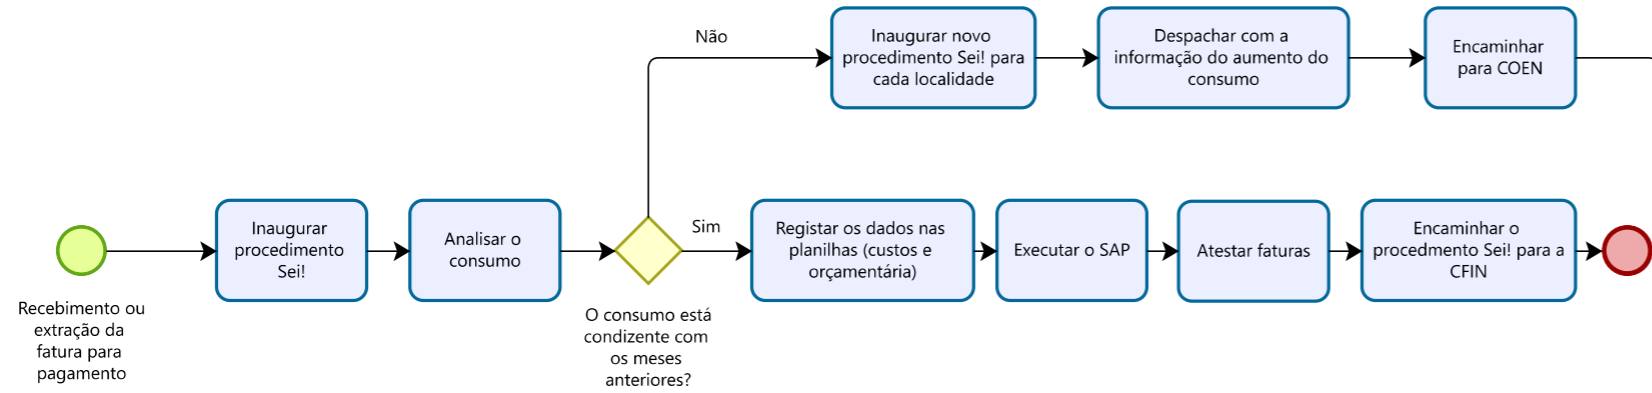 Não
Inaugurar novo
procedimento Sei! para
cada localidade
Despachar com a
informação do aumento do
consumo
Encaminhar
para COEN
Recebimento ou
extração da
fatura para
pagamento
Inaugurar
procedimento
Sei!
Analisar o
consumo
O consumo está
condizente com
os meses
anteriores?
Sim
Registar os dados nas
planilhas (custos e
orçamentária)
Executar o SAP
Atestar faturas
Encaminhar o
procedmento Sei! para a
CFIN